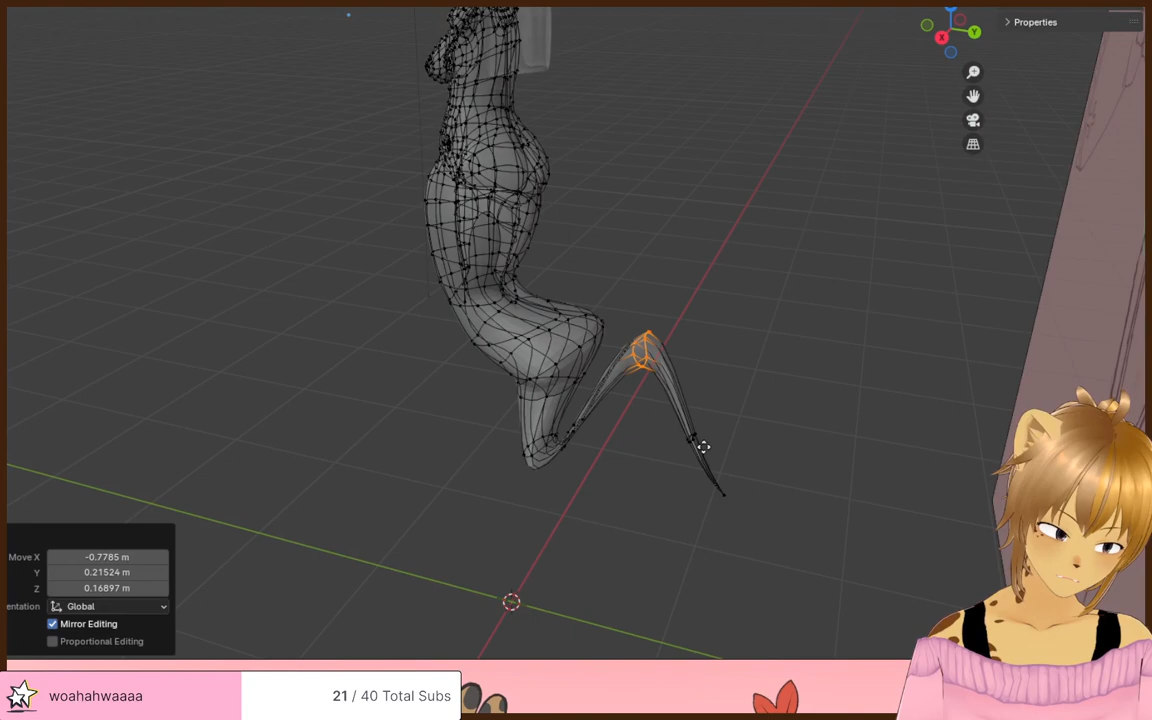 Properties
X
Y
Move X
-0.7785 m
Y
0.21524 m
Z
0.16897 m
entation
Global
Mirror Editing
Proportional Editing
woahahwaaaa
21 / 40 Total Subs